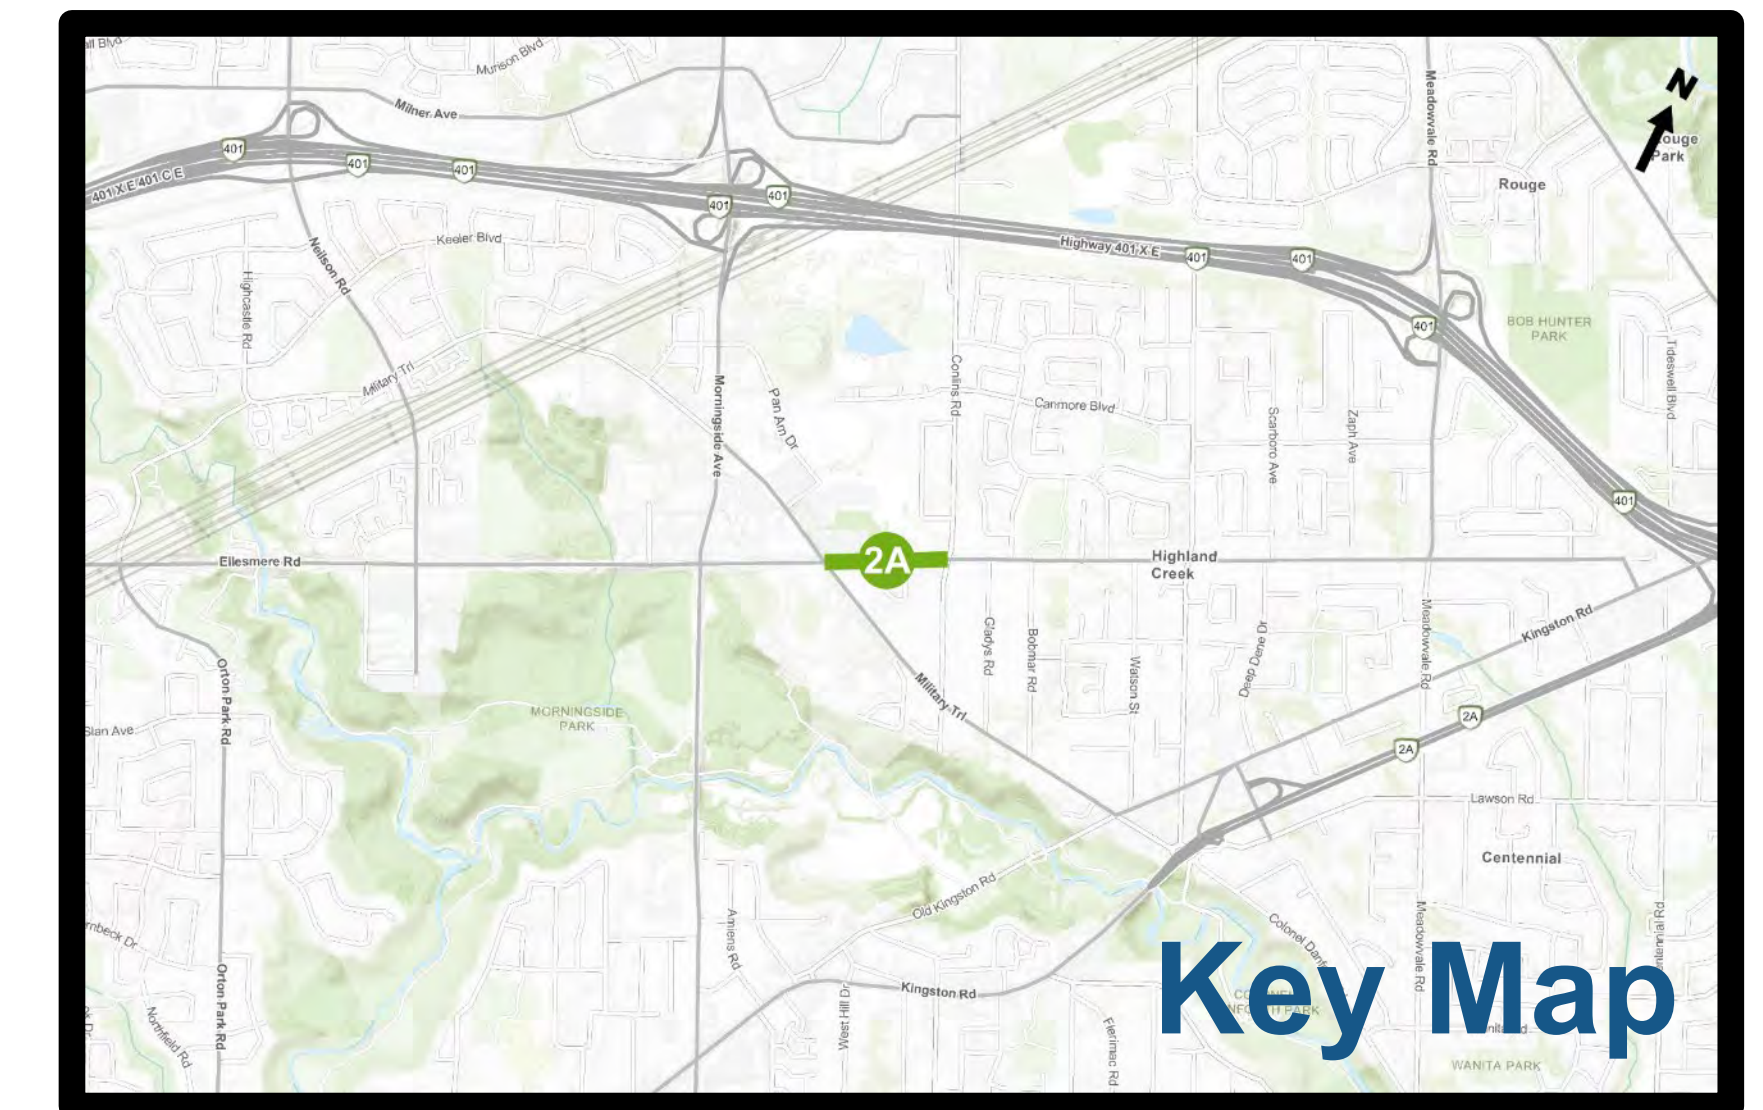 Murison Blvd
Milner Ave
401
401
401
401
401
401 X E 401 C E
Meadowvale Rd
N
Rouge
Park
Rouge
Neilson Rd
Keeler Blvd
Highcastle Rd
Highway 401 X E
401
401
401
BOB HUNTER
PARK
Tideswell Blvd
Military Trl
Morningside Ave
Pan Am Dr
Conlins Rd
Canmore Blvd
Scarboro Ave
Zaph Ave
401
Ellesmere Rd
2A
Highland
Creek
Gladys Rd
Bobmar Rd
Watson St
Deep Dene Dr
Meadowvale Rd
Kingston Rd
Orton Park Rd
MORNINGSIDE
PARK
Military Trl
2A
2A
Lawson Rd
Centennial
Old Kingston Rd
Amiens Rd
Kingston Rd
West Hill Dr
Orton Park Rd
Northfield Rd
Meadowvale Rd
Key Map
PARK
WANITA PARK